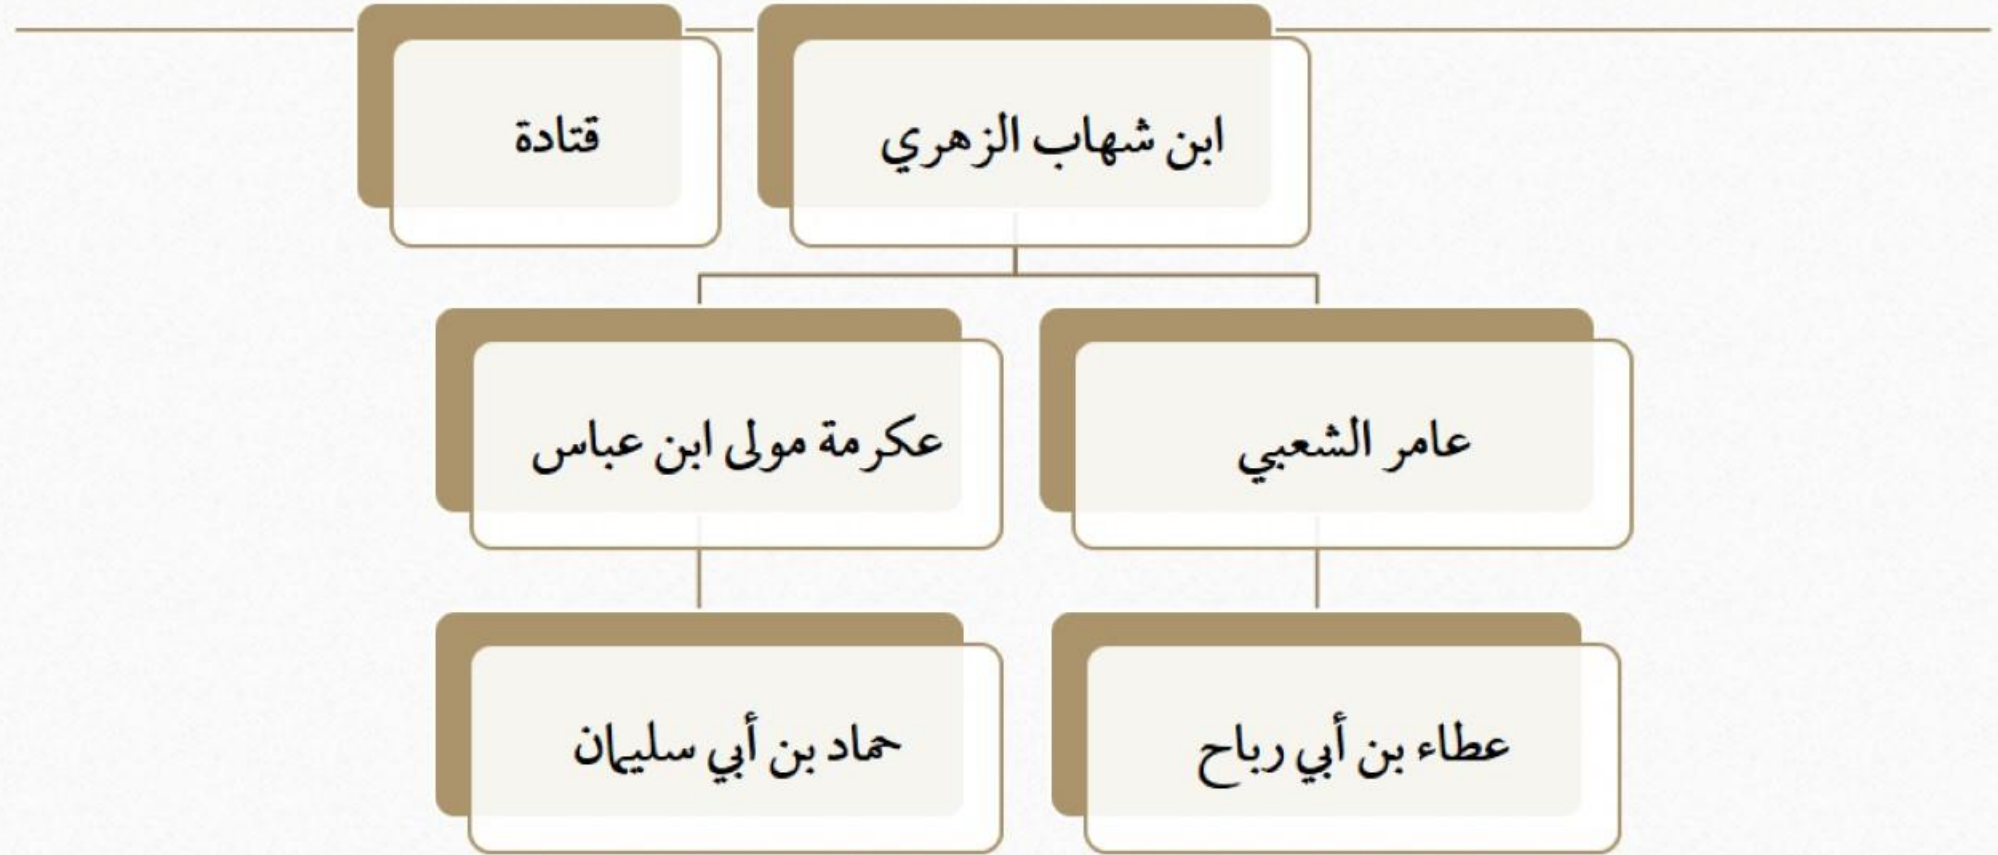 ابن شهاب الزهري
قتادة
عامر الشعبي
عكرمة مولى ابن عباس
عطاء بن أبي رباح
حماد بن أبي سليمان